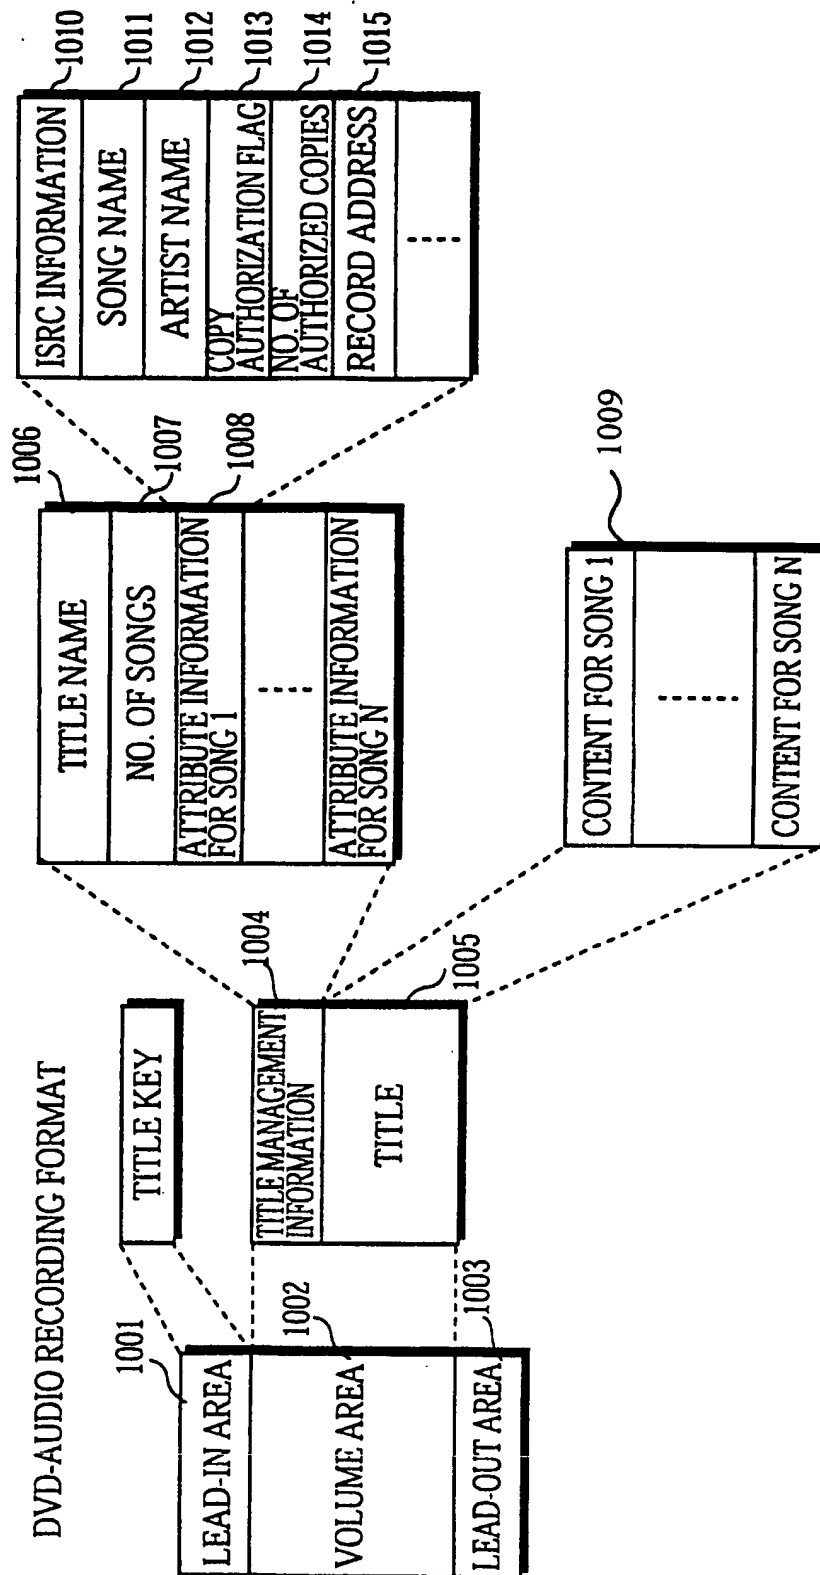 DVD-AUDIO RECORDING FORMAT
1001
LEAD-IN AREA
1002
VOLUME AREA
1003
LEAD-OUT AREA
TITLE KEY
1004
TITLE MANAGEMENT
INFORMATION
1005
TITLE
1006
TITLE NAME
1007
NO. OF SONGS
1008
ATTRIBUTE INFORMATION
FOR SONG 1
ATTRIBUTE INFORMATION
FOR SONG N
1009
CONTENT FOR SONG 1
CONTENT FOR SONG N
ISRC INFORMATION
1010
SONG NAME
1011
ARTIST NAME
1012
COPY
AUTHORIZATION FLAG
1013
NO. OF
AUTHORIZED COPIES
1014
RECORD ADDRESS
1015